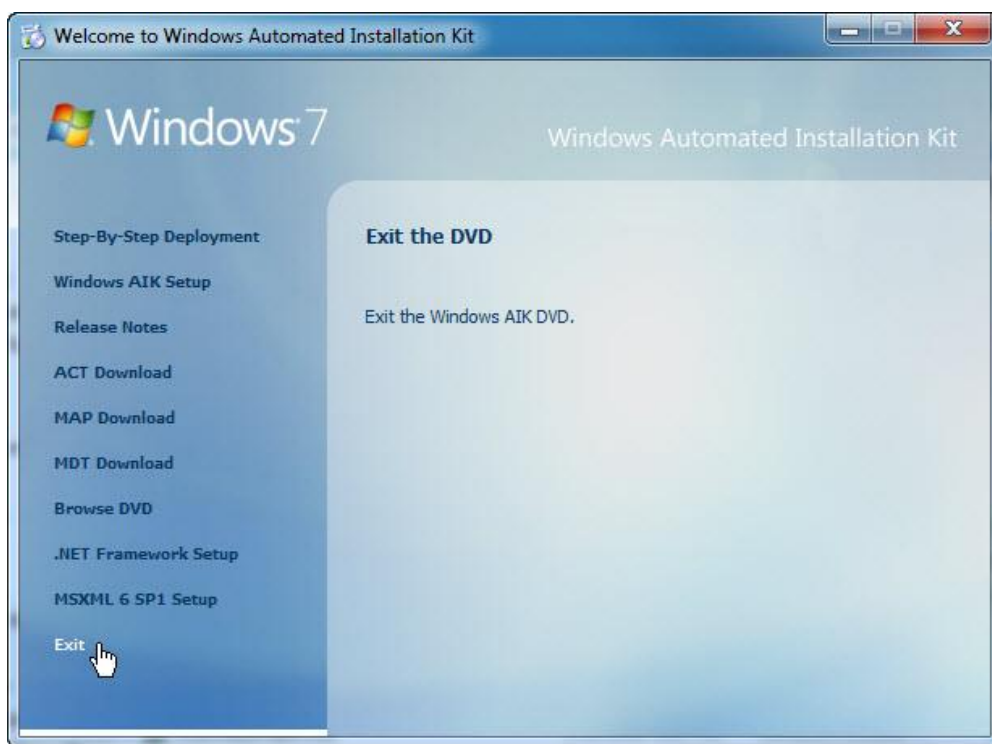 Welcome to Windows Automated Installation Kit
Windows 7
Windows Automated Installation Kit
Step-By-Step Deployment
Windows AIK Setup
Release Notes
ACT Download
MAP Download
MDT Download
Browse DVD
.NET Framework Setup
MSXML 6 SP1 Setup
Exit
Exit the DVD
Exit the Windows AIK DVD.